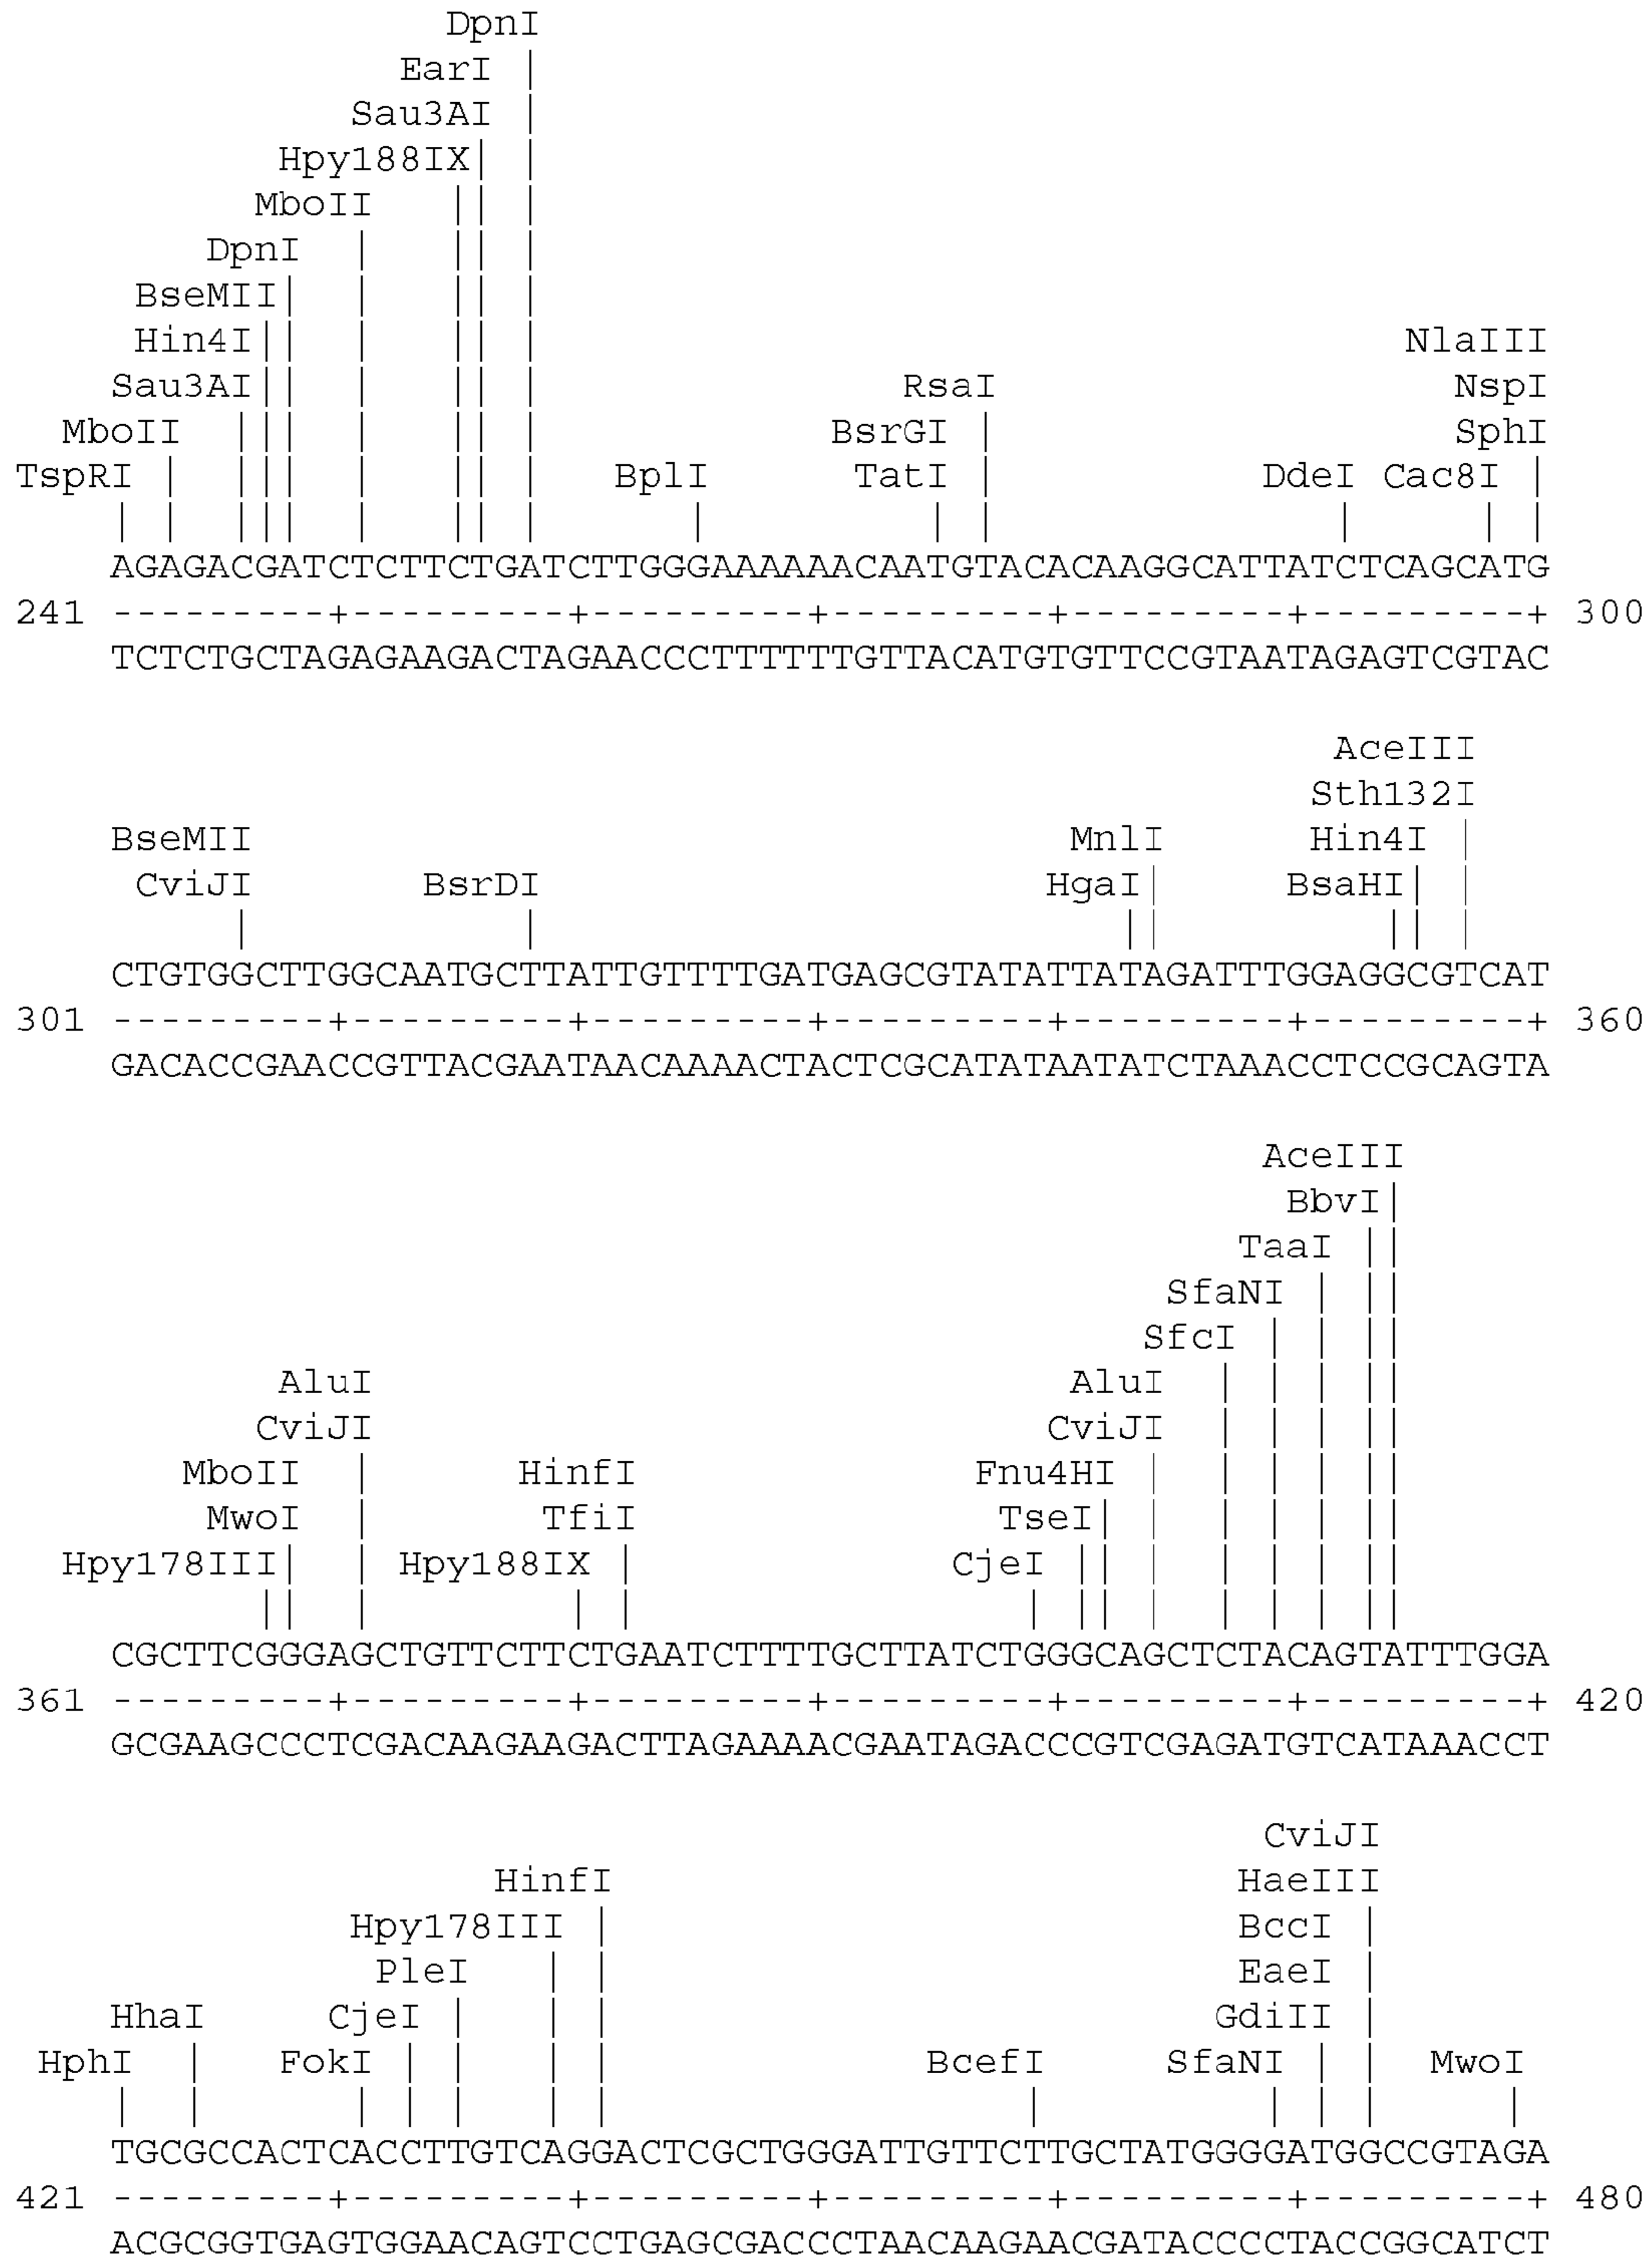 DpnI
EarI
Sau3AI
Hpy188IX
MboII
DpnI
BseMII
Hin4I NlaIII
Sau3AI RsaI NspI
MboII BsrGI SphI
TspRI BplI TatI DdeI Cac8I
AGAGACGATCTCTTCTGATCTTGGGAAAAAACAATGTACACAAGGCATTATCTCAGCATG
241 ---------+---------+---------+---------+---------+---------+ 300
TCTCTGCTAGAGAAGACTAGAACCCTTTTTTGTTACATGTGTTCCGTAATAGAGTCGTAC
AceIII
Sth132I
BseMII MnlI Hin4I
CviJI BsrDI HgaI BsaHI
CTGTGGCTTGGCAATGCTTATTGTTTTGATGAGCGTATATTATAGATTTGGAGGCGTCAT
301 ---------+---------+---------+---------+---------+---------+ 360
GACACCGAACCGTTACGAATAACAAAACTACTCGCATATAATATCTAAACCTCCGCAGTA
AceIII
BbvI
TaaI
SfaNI
SfcI
AluI AluI
CviJI CviJI
MboII HinfI Fnu4HI
MwoI TfiI TseI
Hpy178III Hpy188IX CjeI
CGCTTCGGGAGCTGTTCTTCTGAATCTTTTGCTTATCTGGGCAGCTCTACAGTATTTGGA
361 ---------+---------+---------+---------+---------+---------+ 420
GCGAAGCCCTCGACAAGAAGACTTAGAAAACGAATAGACCCGTCGAGATGTCATAAACCT
CviJI
HinfI HaeIII
Hpy178III BccI
PleI EaeI
HhaI CjeI GdiII
HphI FokI BcefI SfaNI MwoI
TGCGCCACTCACCTTGTCAGGACTCGCTGGGATTGTTCTTGCTATGGGGATGGCCGTAGA
421 ---------+---------+---------+---------+---------+---------+ 480
ACGCGGTGAGTGGAACAGTCCTGAGCGACCCTAACAAGAACGATACCCCTACCGGCATCT